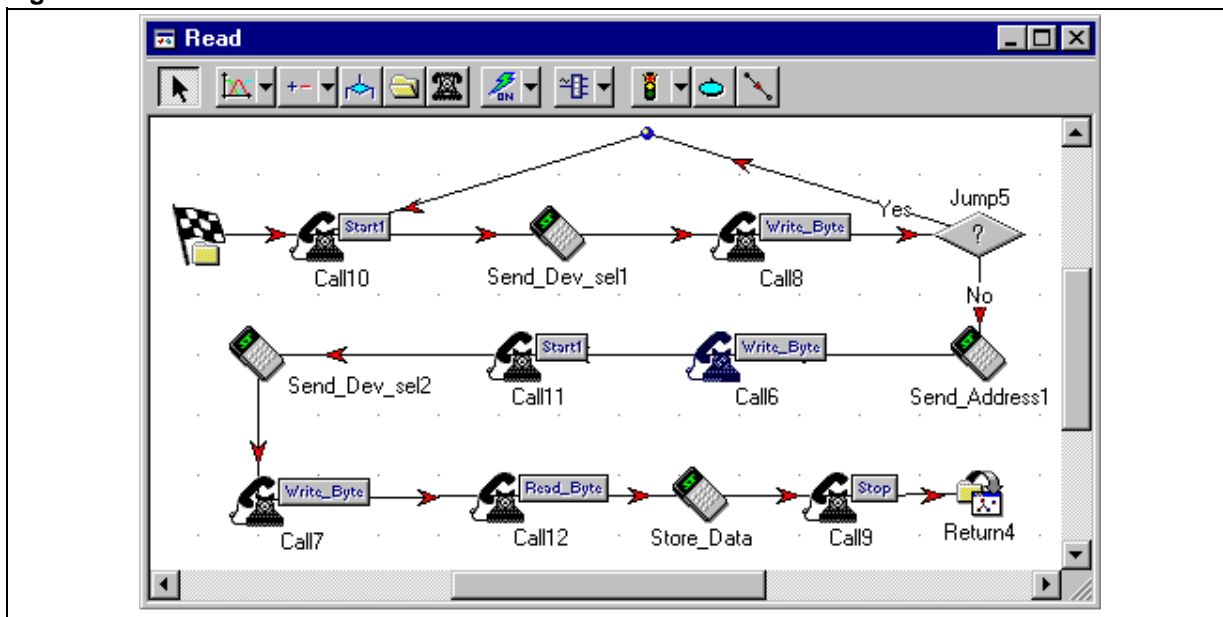 Read
ON
Yes
Jump5
Start1
Write_Byte
?
Call10
Send_Dev_sel1
Call8
No
Start1
Write_Byte
Send_Dev_sel2
Call11
Call6
Send_Address1
Write_Byte
Read_Byte
Stop
Call7
Call12
Store_Data
Call9
Return4